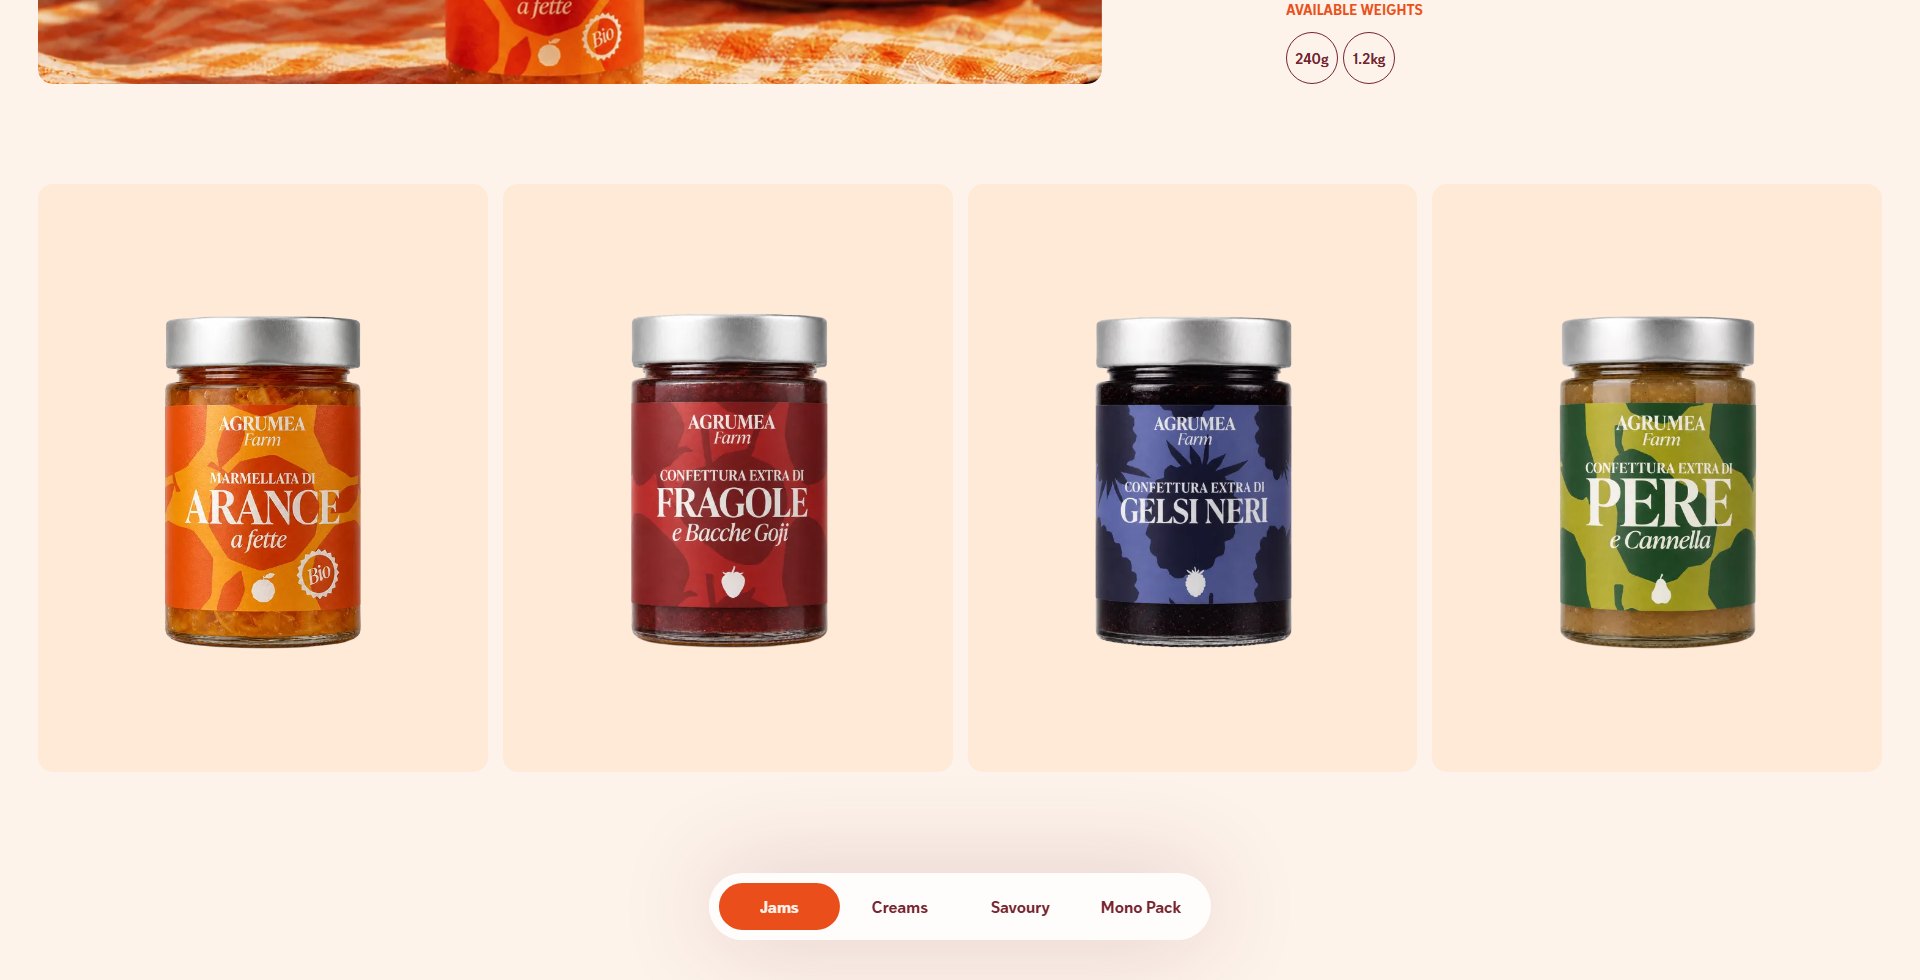 a fette
Bio
AVAILABLE WEIGHTS
240g
1.2kg
AGRUMEA
Farm
MARMELLATA DI
ARANCE
a fette
Bio
AGRUMEA
Farm
CONFETTURA EXTRA DI
FRAGOLE
e Bacche Goji
AGRUMEA
Farm
CONFETTURA EXTRA DI
GELSI NERI
AGRUMEA
Farm
CONFETTURA EXTRA DI
PERE
e Cannella
Jams
Creams
Savoury
Mono Pack